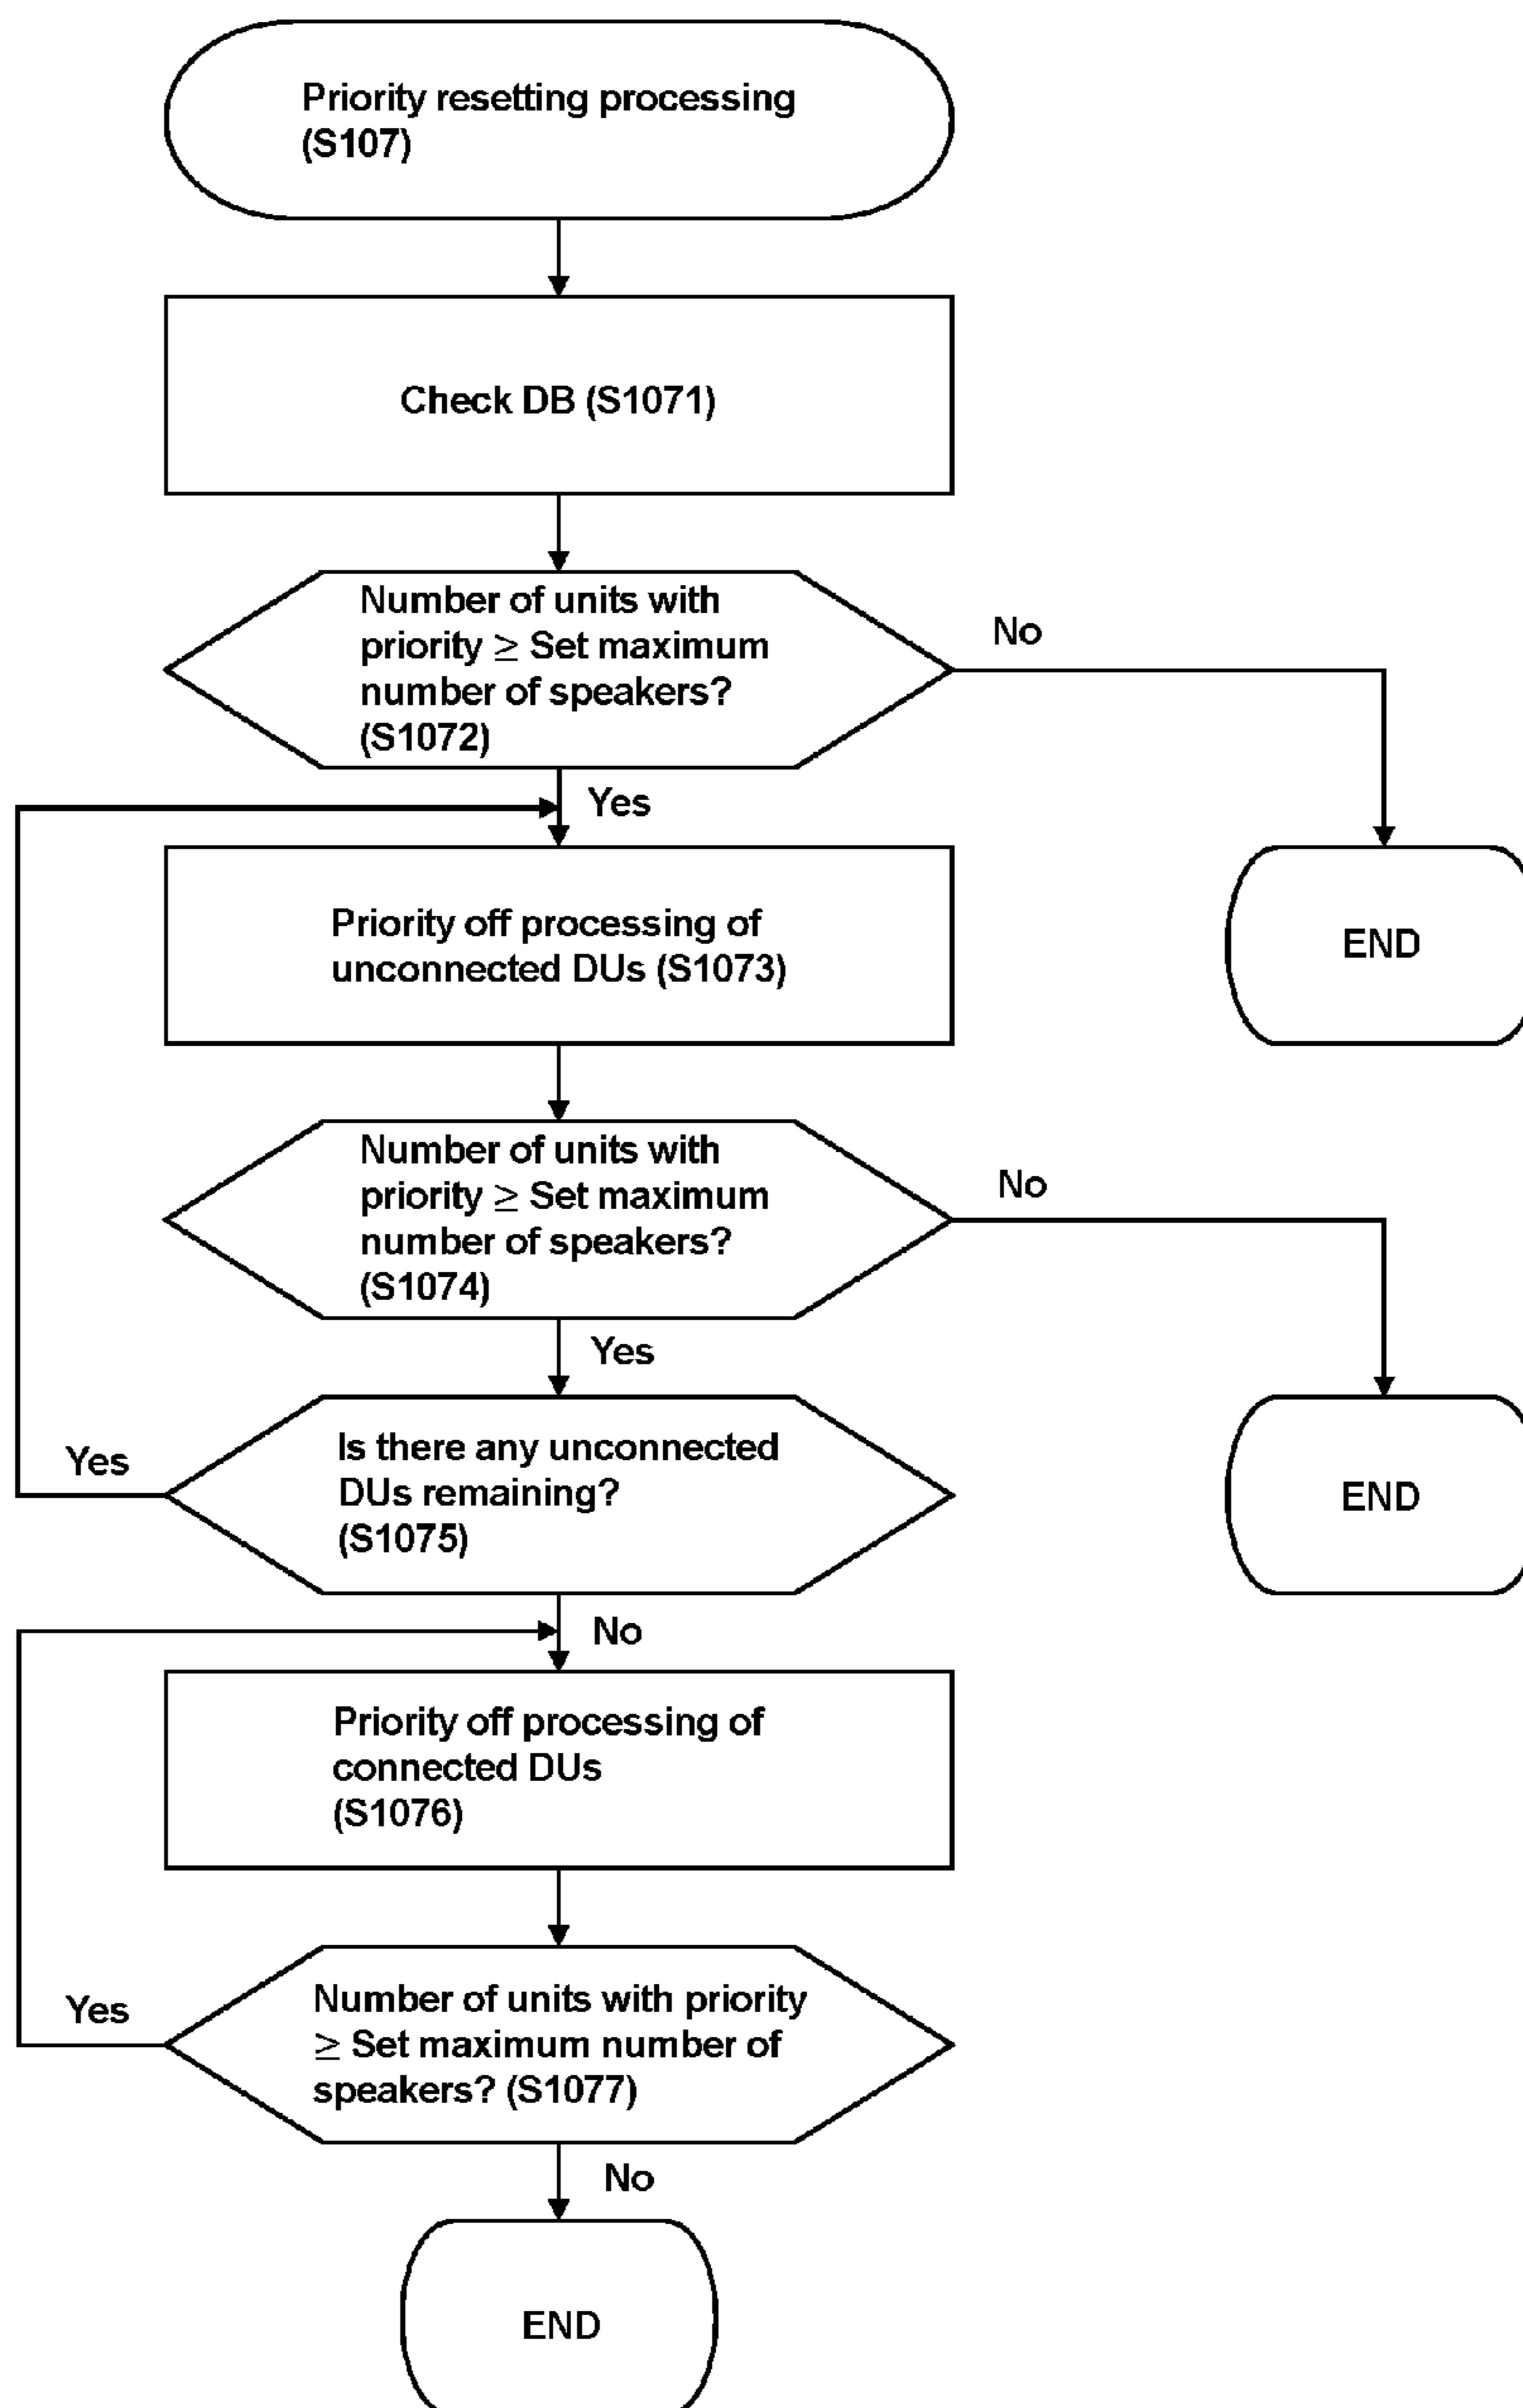 Priority resetting processing
(S107)
Check DB (S1071)
Number of units with
priority ≥ Set maximum
number of speakers?
(S1072)
No
Yes
Priority off processing of
unconnected DUs (S1073)
END
Number of units with
priority ≥ Set maximum
number of speakers?
(S1074)
No
Yes
Is there any unconnected
DUs remaining?
(S1075)
Yes
END
No
Priority off processing of
connected DUs
(S1076)
Number of units with priority
≥ Set maximum number of
speakers? (S1077)
Yes
No
END